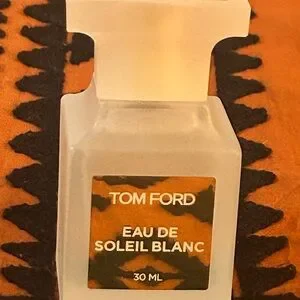 TOM FORD
EAU DE
SOLEIL BLANC
30 ML